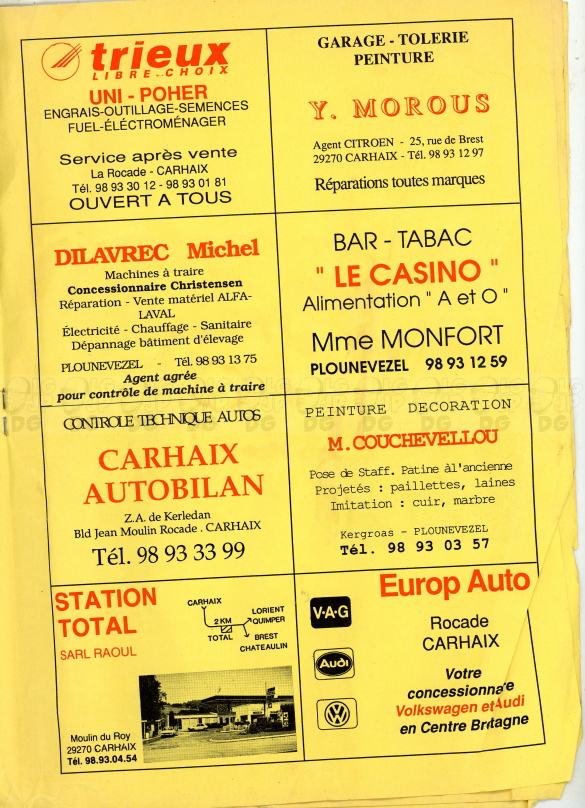 trieux
LIBRE-CHOIX
UNI - POHER
ENGRAIS-OUTILLAGE-SEMENCES
FUEL-ÉLÉCTROMÉNAGER
Service après vente
La Rocade - CARHAIX
Tél. 98 93 30 12 - 98 93 01 81
OUVERT A TOUS
GARAGE - TOLERIE
PEINTURE
Y. MOROUS
Agent CITROEN - 25, rue de Brest
29270 CARHAIX - Tél. 98 93 12 97
Réparations toutes marques
DILAVREC Michel
Machines à traire
Concessionnaire Christensen
Réparation - Vente matériel ALFA-
LAVAL
Électricité - Chauffage - Sanitaire
Dépannage bâtiment d'élevage
PLOUNEVEZEL - Tél. 98 93 13 75
Agent agrée
pour contrôle de machine à traire
BAR - TABAC
" LE CASINO "
Alimentation " A et O "
Mme MONFORT
PLOUNEVEZEL 98 93 12 59
CONTROLE TECHNIQUE AUTOS
CARHAIX
AUTOBILAN
Z.A. de Kerledan
Bld Jean Moulin Rocade . CARHAIX
Tél. 98 93 33 99
PEINTURE DECORATION
M. COUCHEVELLOU
Pose de Staff. Patine àl'ancienne
Projetés : paillettes, laines
Imitation : cuir, marbre
Kergroas - PLOUNEVEZEL
Tél. 98 93 03 57
STATION
TOTAL
SARL RAOUL
CARHAIX
2 KM
TOTAL
LORIENT
QUIMPER
BREST
CHATEAULIN
Moulin du Roy
29270 CARHAIX
Tél. 98.93.04.54
Europ Auto
V·A·G
Audi
Rocade
CARHAIX
Votre
concessionnaire
Volkswagen et Audi
en Centre Bretagne